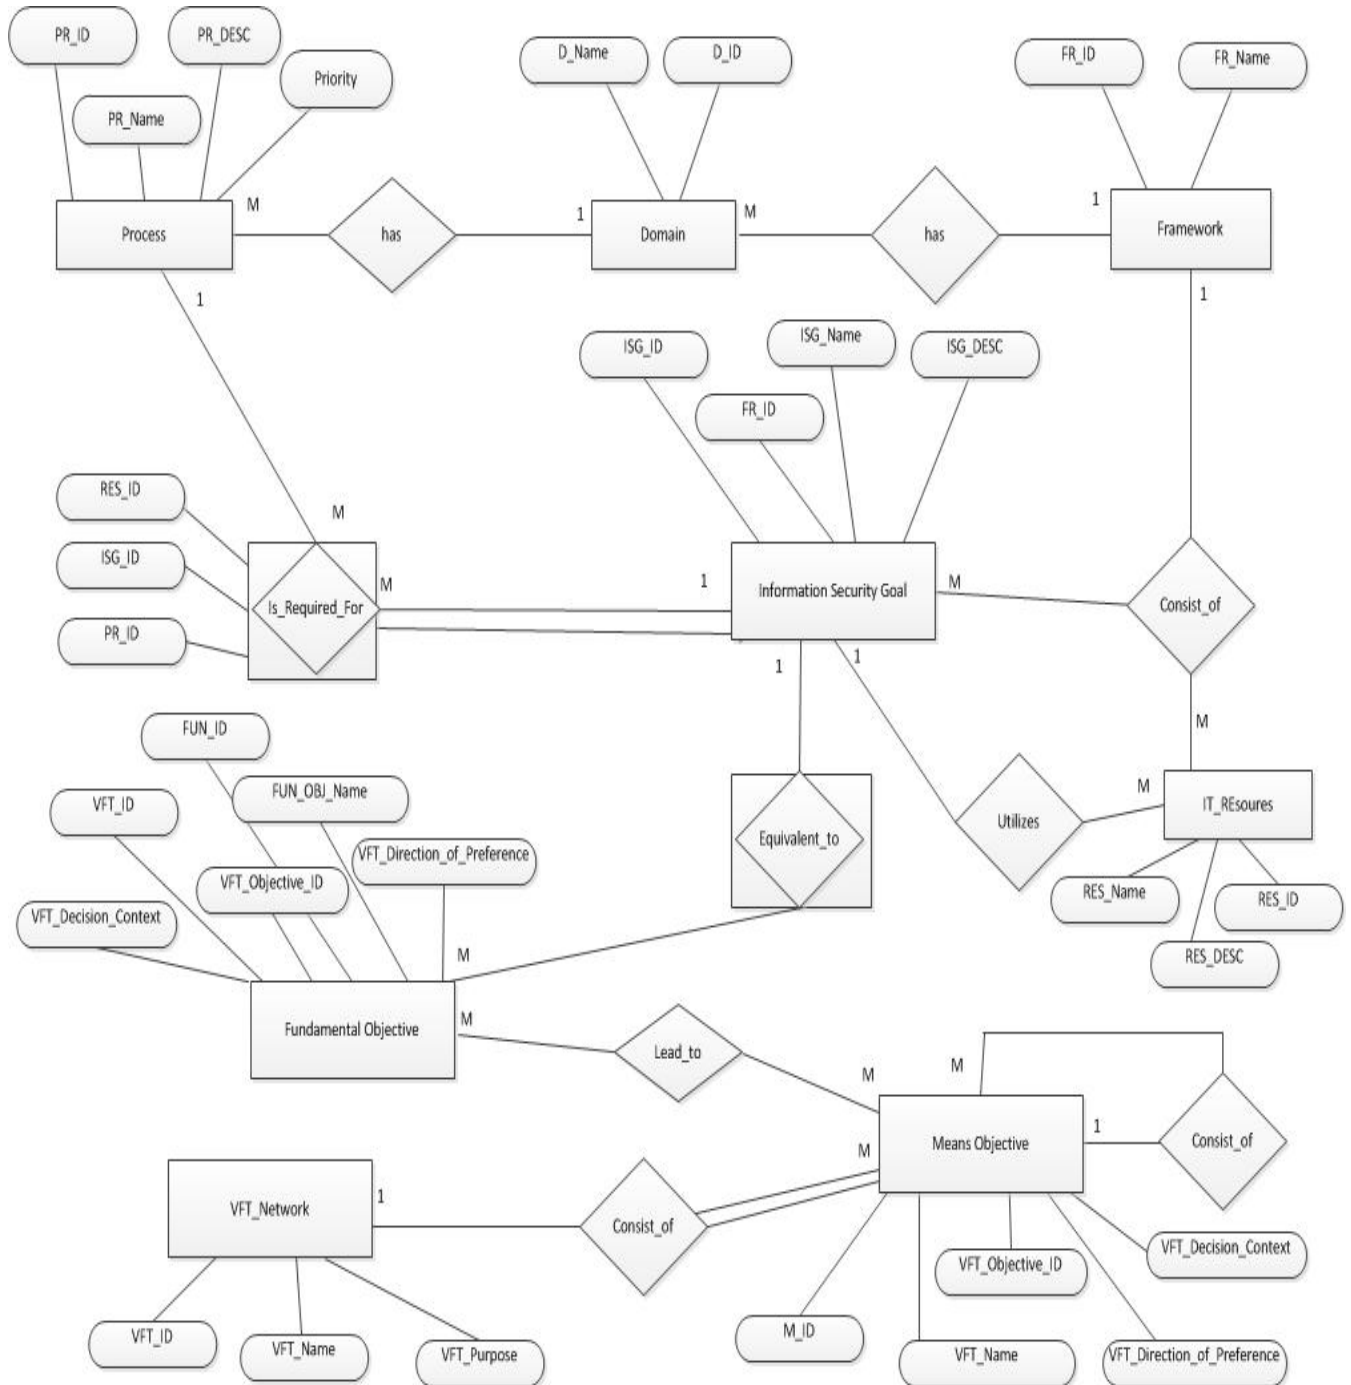 PR_ID
PR_DESC
Priority
PR_Name
D_Name
D_ID
FR_ID
FR_Name
M
1
M
1
Process
has
Domain
has
Framework
1
1
ISG_ID
ISG_Name
ISG_DESC
FR_ID
RES_ID
M
ISG_ID
M
1
Information Security Goal
M
Is_Required_For
Consist_of
PR_ID
1
1
FUN_ID
M
VFT_ID
FUN_OBJ_Name
M
IT_REsoures
Utilizes
Equivalent_to
VFT_Direction_of_Preference
VFT_Objective_ID
RES_Name
RES_ID
VFT_Decision_Context
M
RES_DESC
Fundamental Objective
M
Lead_to
M
M
1
Means Objective
Consist_of
M
VFT_Network
1
Consist_of
VFT_Objective_ID
VFT_Decision_Context
VFT_ID
VFT_Name
VFT_Purpose
M_ID
VFT_Name
VFT_Direction_of_Preference